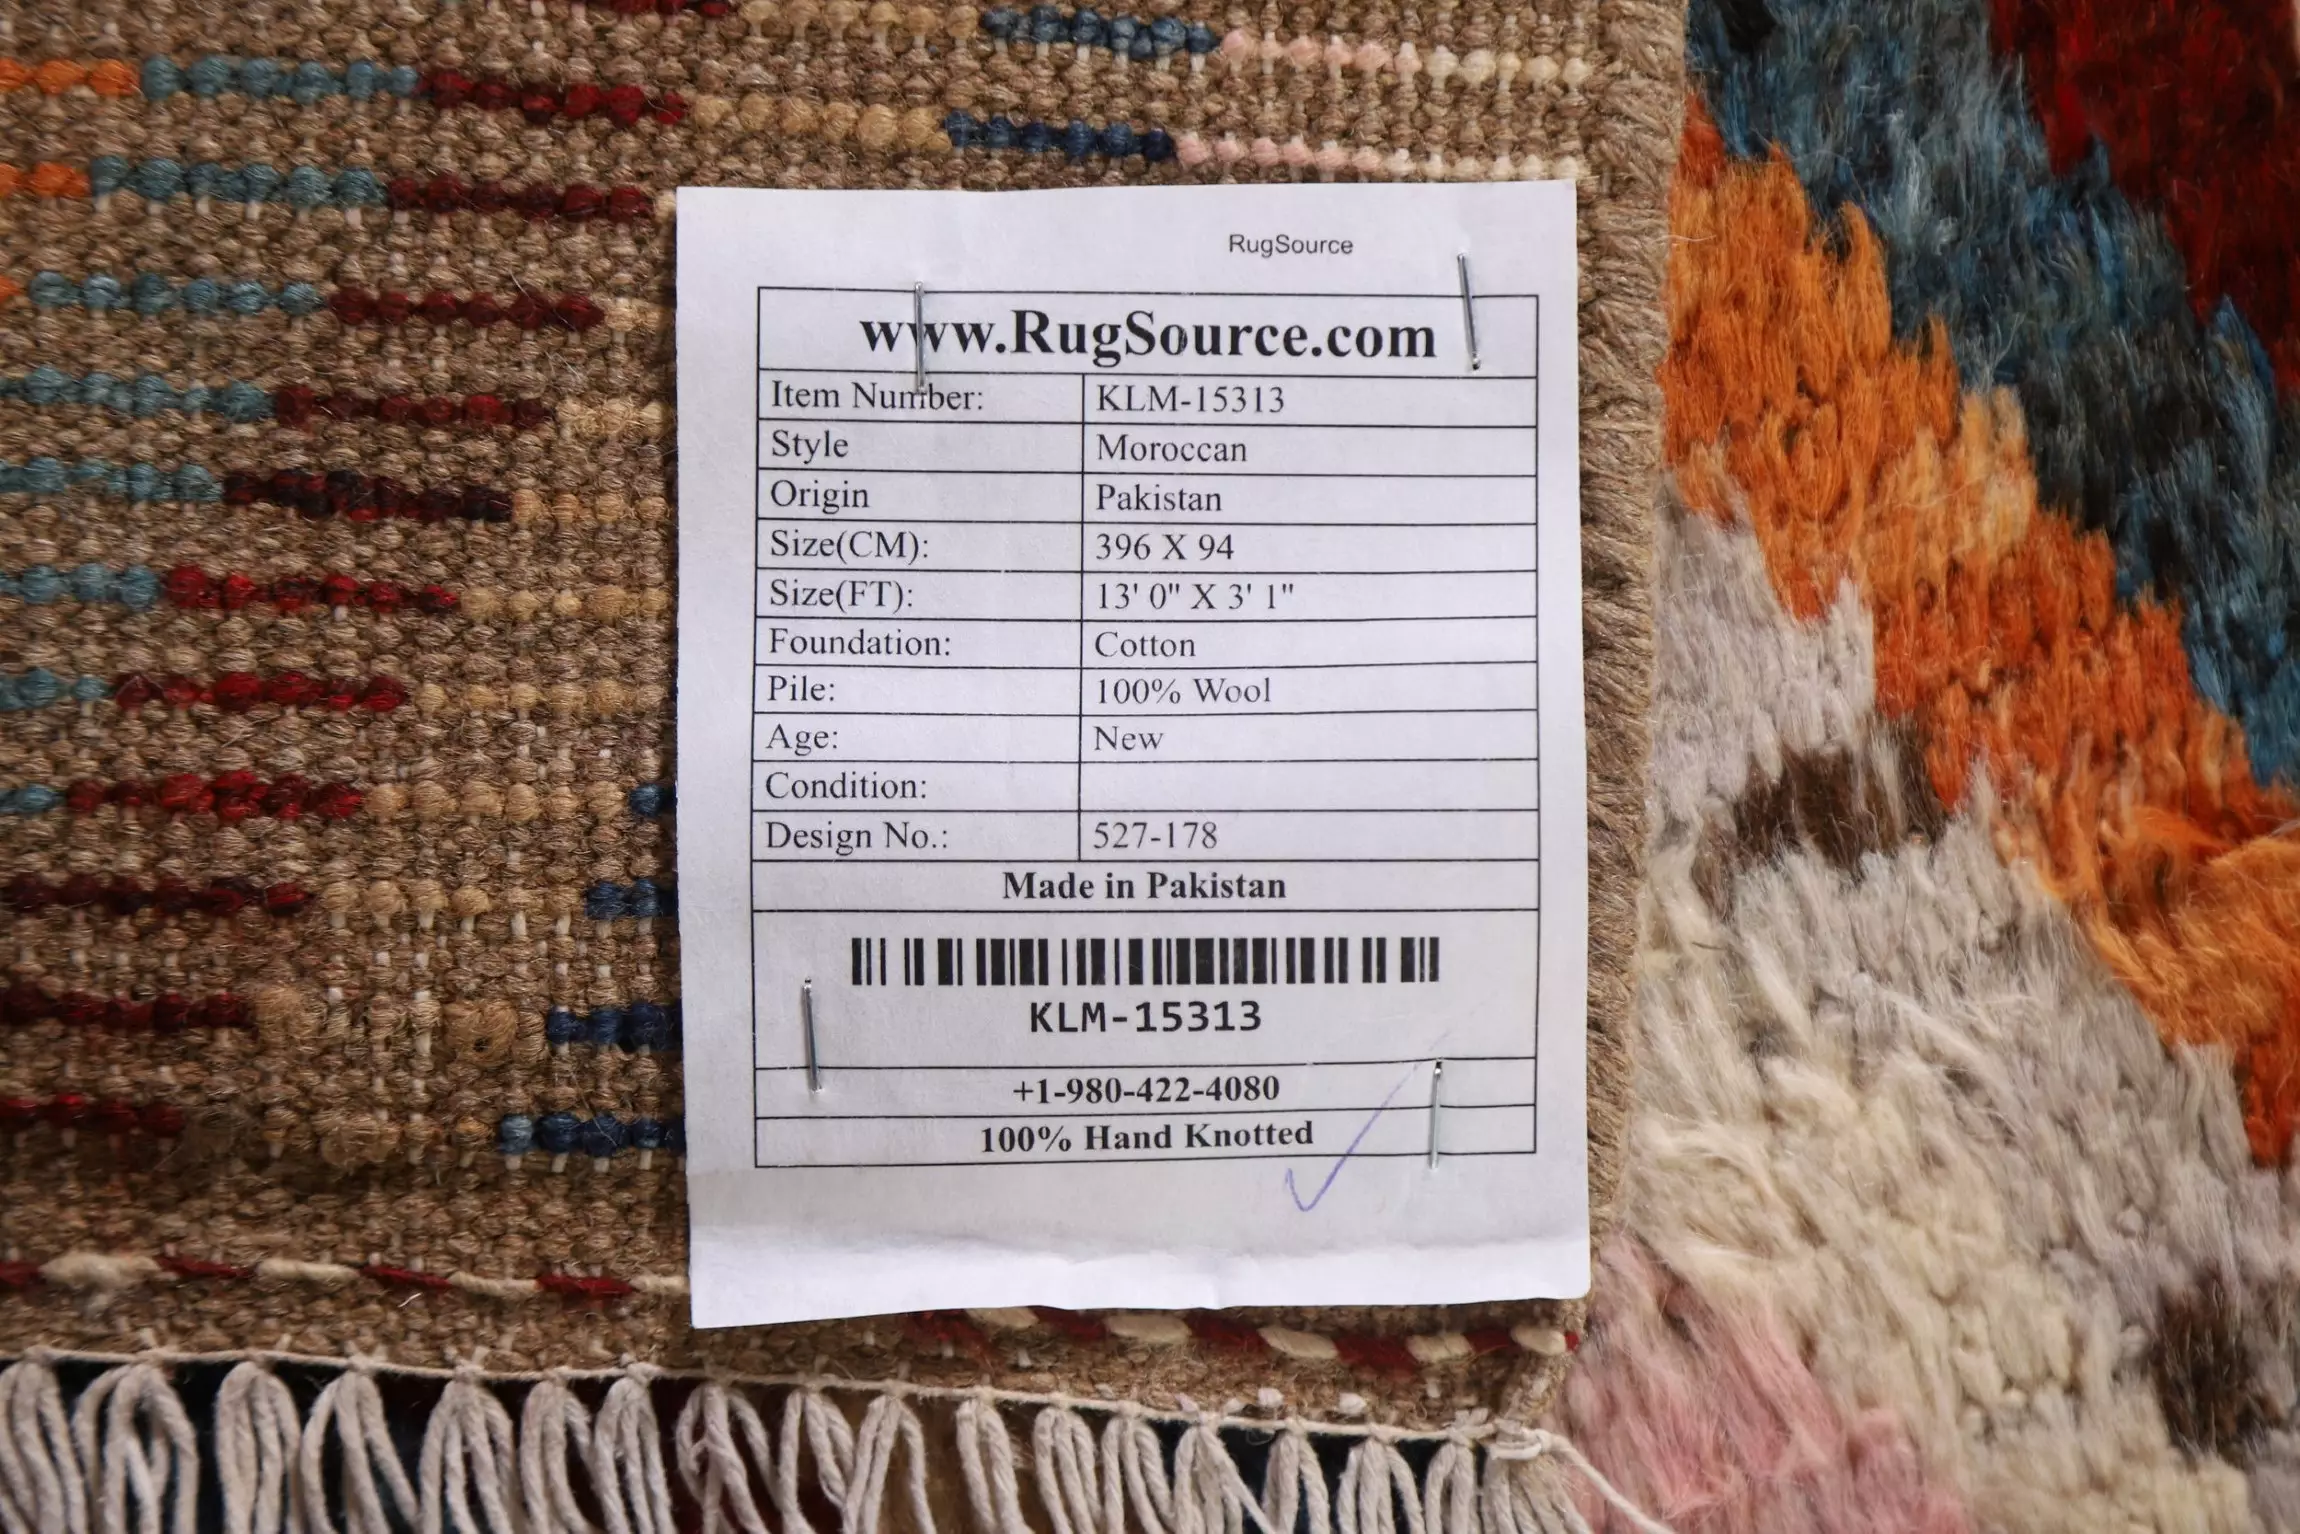 RugSource
www.RugSource.com
Item Number: KLM-15313
Style Moroccan
Origin Pakistan
Size(CM): 396 X 94
Size(FT): 13' 0" X 3' 1"
Foundation: Cotton
Pile: 100% Wool
Age: New
Condition:
Design No.: 527-178
Made in Pakistan
KLM-15313
+1-980-422-4080
100% Hand Knotted